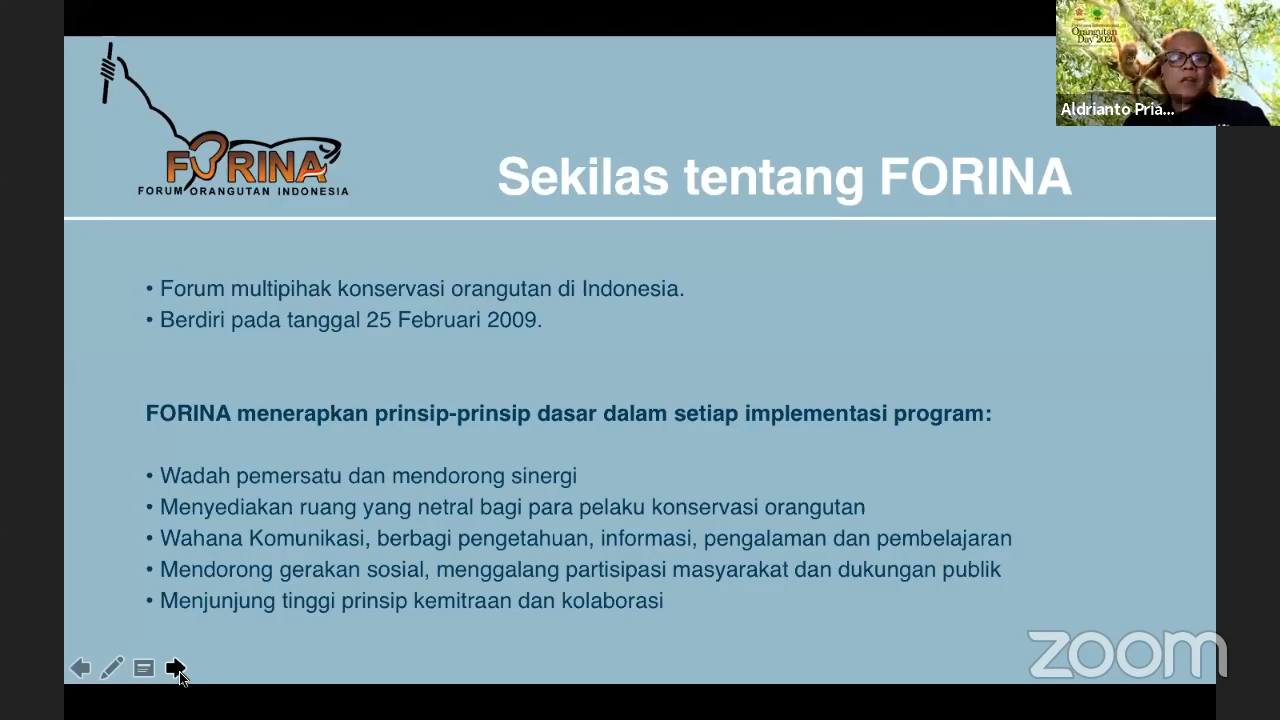 Orangutan
Day 2020
Aldrianto Pria...
FORINA
FORUM ORANGUTAN INDONESIA
Sekilas tentang FORINA
• Forum multipihak konservasi orangutan di Indonesia.
• Berdiri pada tanggal 25 Februari 2009.
FORINA menerapkan prinsip-prinsip dasar dalam setiap implementasi program:
• Wadah pemersatu dan mendorong sinergi
• Menyediakan ruang yang netral bagi para pelaku konservasi orangutan
• Wahana Komunikasi, berbagi pengetahuan, informasi, pengalaman dan pembelajaran
• Mendorong gerakan sosial, menggalang partisipasi masyarakat dan dukungan publik
• Menjunjung tinggi prinsip kemitraan dan kolaborasi
zoom